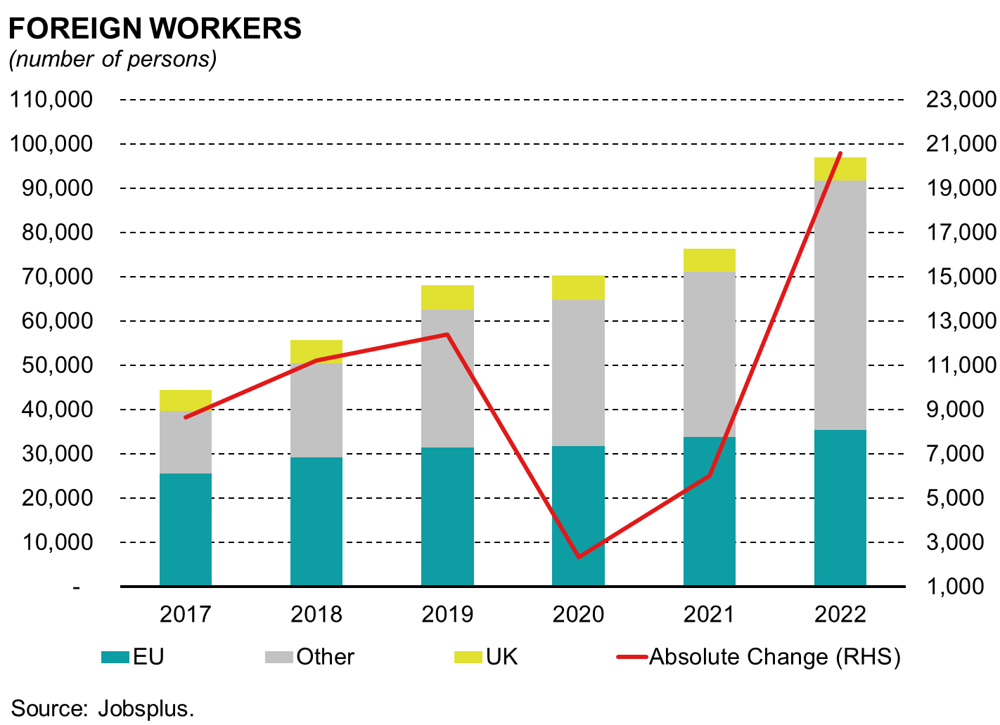 FOREIGN WORKERS
(number of persons)
110,000 23,000
100,000 21,000
90,000 19,000
80,000 17,000
70,000 15,000
60,000 13,000
50,000 11,000
40,000 9,000
30,000 7,000
20,000 5,000
10,000 3,000
- 1,000
2017 2018 2019 2020 2021 2022
EU Other UK Absolute Change (RHS)
Source: Jobsplus.